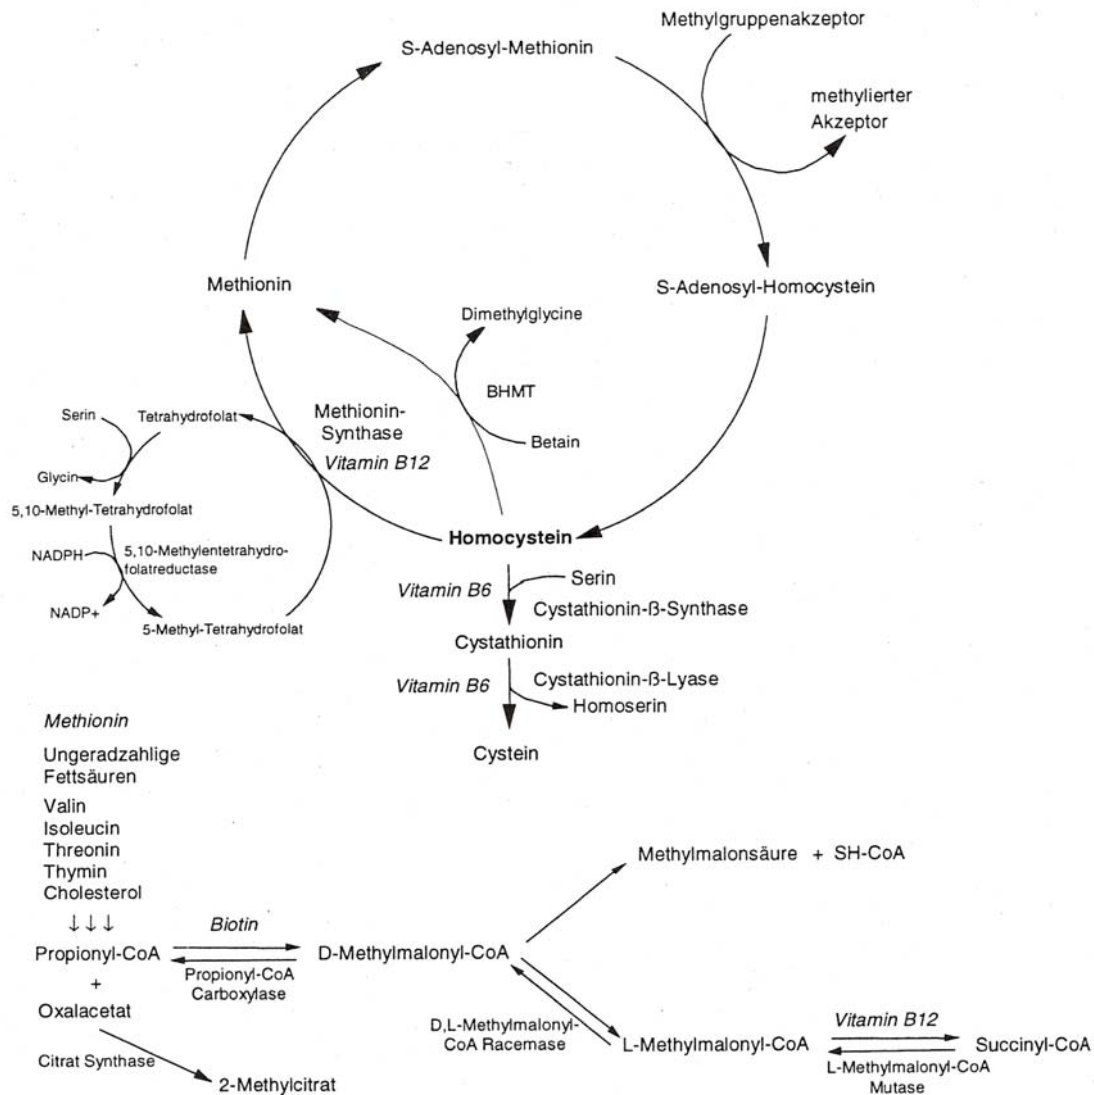 Methylgruppenakzeptor
S-Adenosyl-Methionin
methylierter
Akzeptor
Methionin
S-Adenosyl-Homocystein
Dimethylglycine
BHMT
Betain
Methionin-
Synthase
Vitamin B12
Serin
Tetrahydrofolat
Glycin
5,10-Methyl-Tetrahydrofolat
NADPH
5,10-Methylentetrahydro-
folatreductase
NADP+
5-Methyl-Tetrahydrofolat
Homocystein
Vitamin B6
Serin
Cystathionin-ß-Synthase
Cystathionin
Vitamin B6
Cystathionin-ß-Lyase
Homoserin
Cystein
Methionin
Ungeradzahlige
Fettsäuren
Valin
Isoleucin
Threonin
Thymin
Cholesterol
↓↓↓
Propionyl-CoA
+
Oxalacetat
Citrat Synthase
2-Methylcitrat
Biotin
Propionyl-CoA
Carboxylase
D-Methylmalonyl-CoA
Methylmalonsäure + SH-CoA
D,L-Methylmalonyl-
CoA Racemase
L-Methylmalonyl-CoA
Vitamin B12
L-Methylmalonyl-CoA
Mutase
Succinyl-CoA